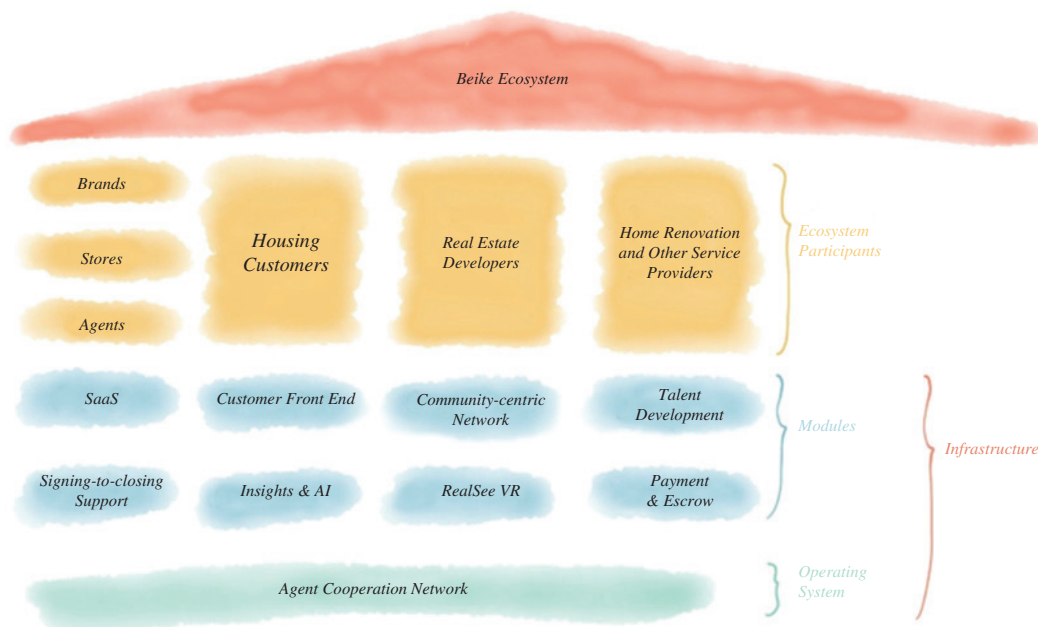 Beike Ecosystem
Brands
Stores
Agents
Housing
Customers
Real Estate
Developers
Home Renovation
and Other Service
Providers
Ecosystem
Participants
SaaS
Customer Front End
Community-centric
Network
Talent
Development
Modules
Signing-to-closing
Support
Insights & AI
RealSee VR
Payment
& Escrow
Infrastructure
Agent Cooperation Network
Operating
System